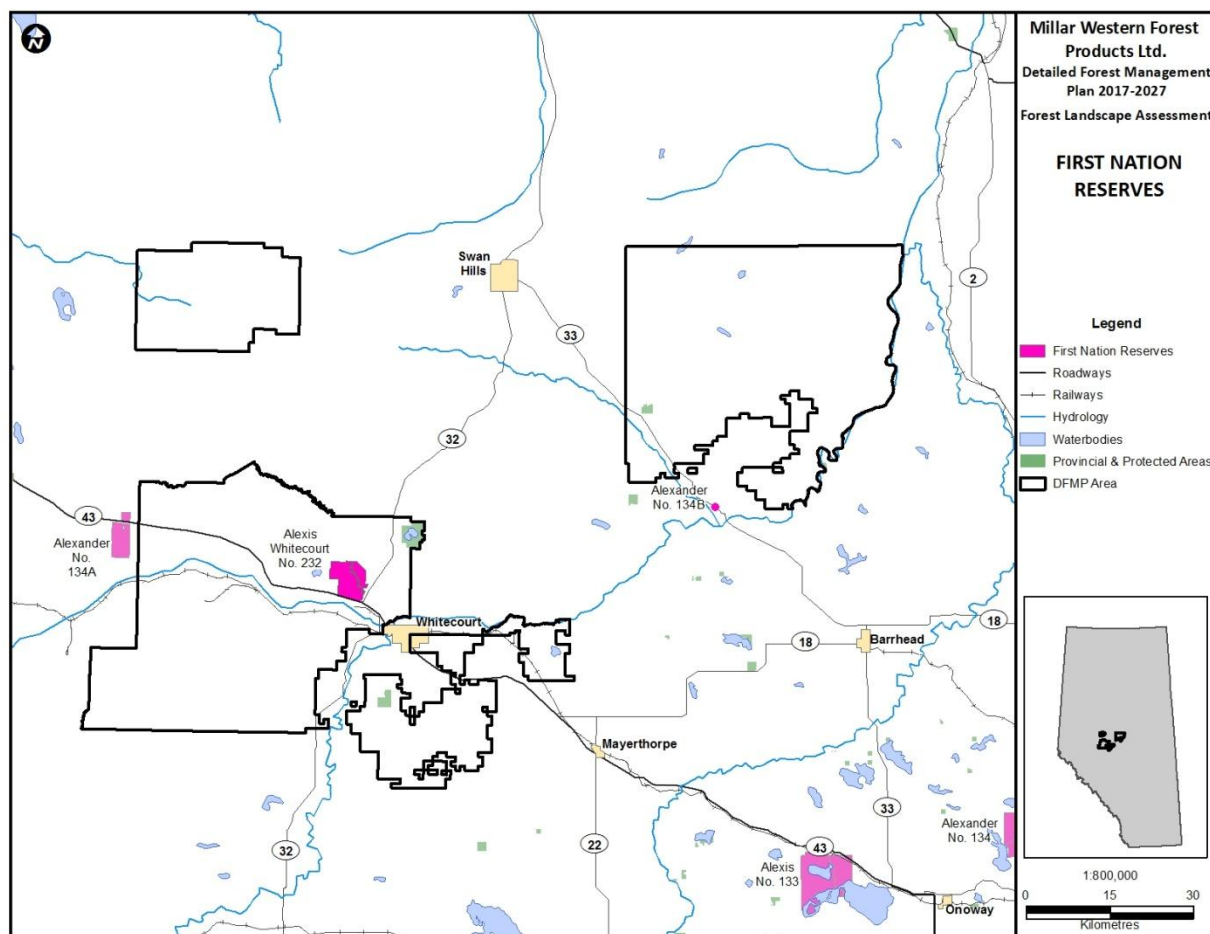 N
Millar Western Forest
Products Ltd.
Detailed Forest Management
Plan 2017-2027
Forest Landscape Assessment
FIRST NATION
RESERVES
Legend
First Nation Reserves
Roadways
Railways
Hydrology
Waterbodies
Provincial & Protected Areas
DFMP Area
Swan
Hills
2
33
32
43
Alexander
No.
134A
Alexis
Whitecourt
No. 232
Alexander
No. 134B
Whitecourt
18
18
Barrhead
Mayerthorpe
32
22
33
43
Alexander
No. 134
Alexis
No. 133
Onoway
1:800,000
0 15 30
Kilometres